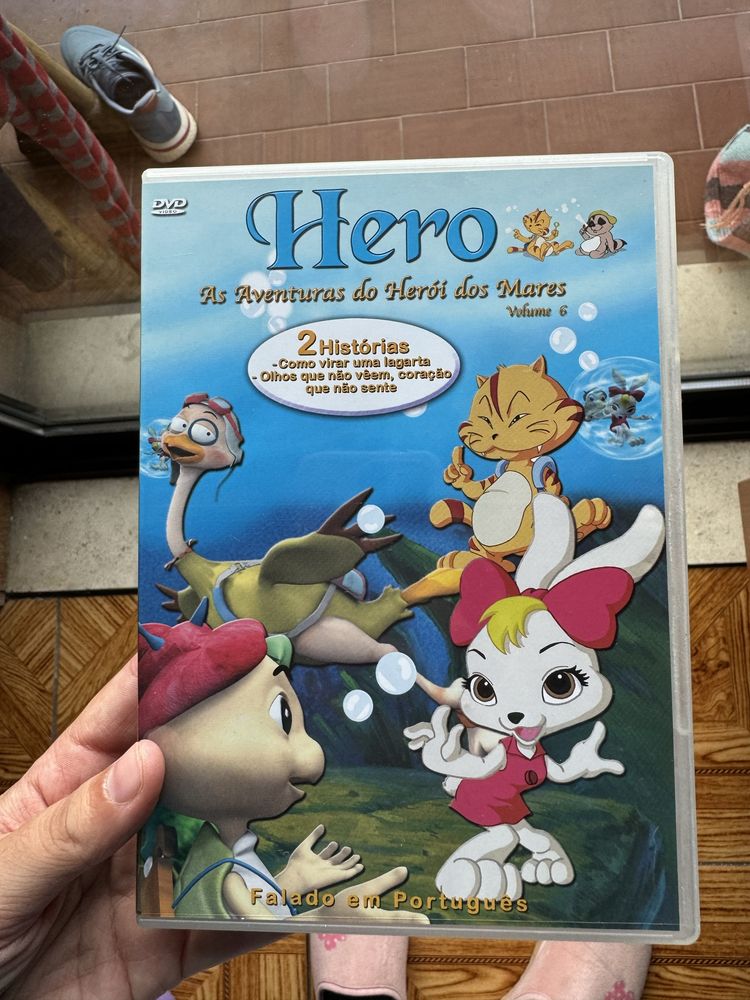 DVD
VIDEO
Hero
As Aventuras do Herói dos Mares
Volume 6
2 Histórias
-Como virar uma lagarta
- Olhos que não vêem, coração
que não sente
Falado em Português